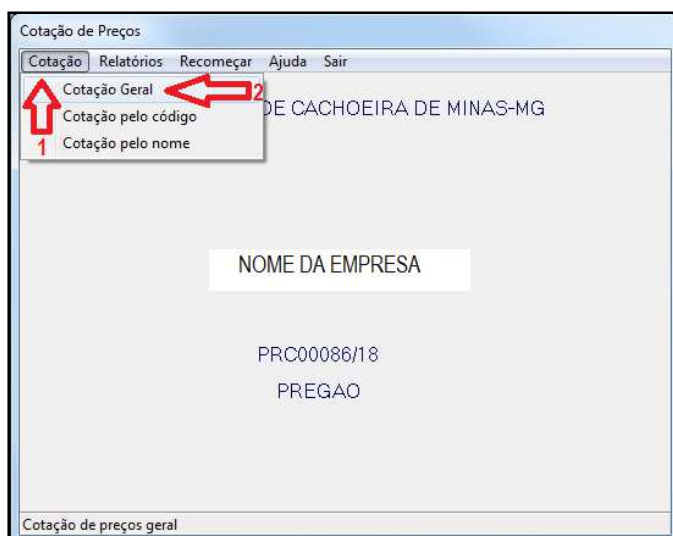 Cotação de Preços
Cotação Relatórios Recomeçar Ajuda Sair
Cotação Geral 2
DE CACHOEIRA DE MINAS-MG
Cotação pelo código
1 Cotação pelo nome
NOME DA EMPRESA
PRC00086/18
PREGAO
Cotação de preços geral